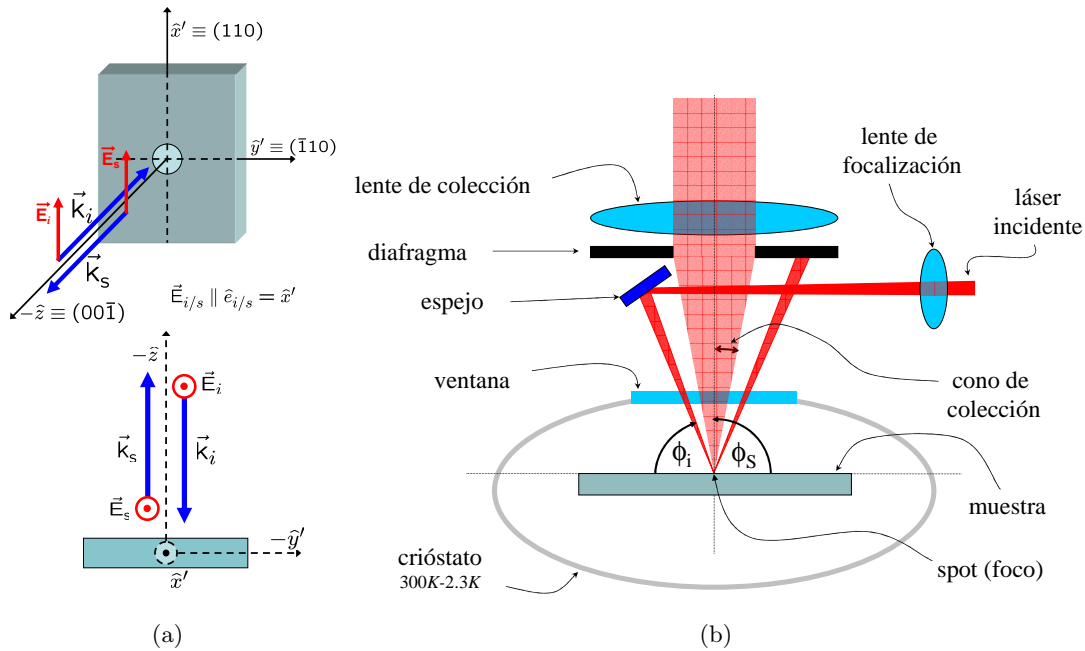 x̂′ ≡ (110)
ŷ′ ≡ (1̄10)
E⃗s
E⃗i
k⃗i
k⃗s
−ẑ ≡ (001̄)
E⃗i/s ∥ êi/s = x̂′
−ẑ
E⃗i
k⃗s
k⃗i
E⃗s
−ŷ′
x̂′
(a)
lente de
focalización
lente de colección
láser
incidente
diafragma
espejo
ventana
cono de
colección
ϕi
ϕS
muestra
crióstato
300K-2.3K
spot (foco)
(b)